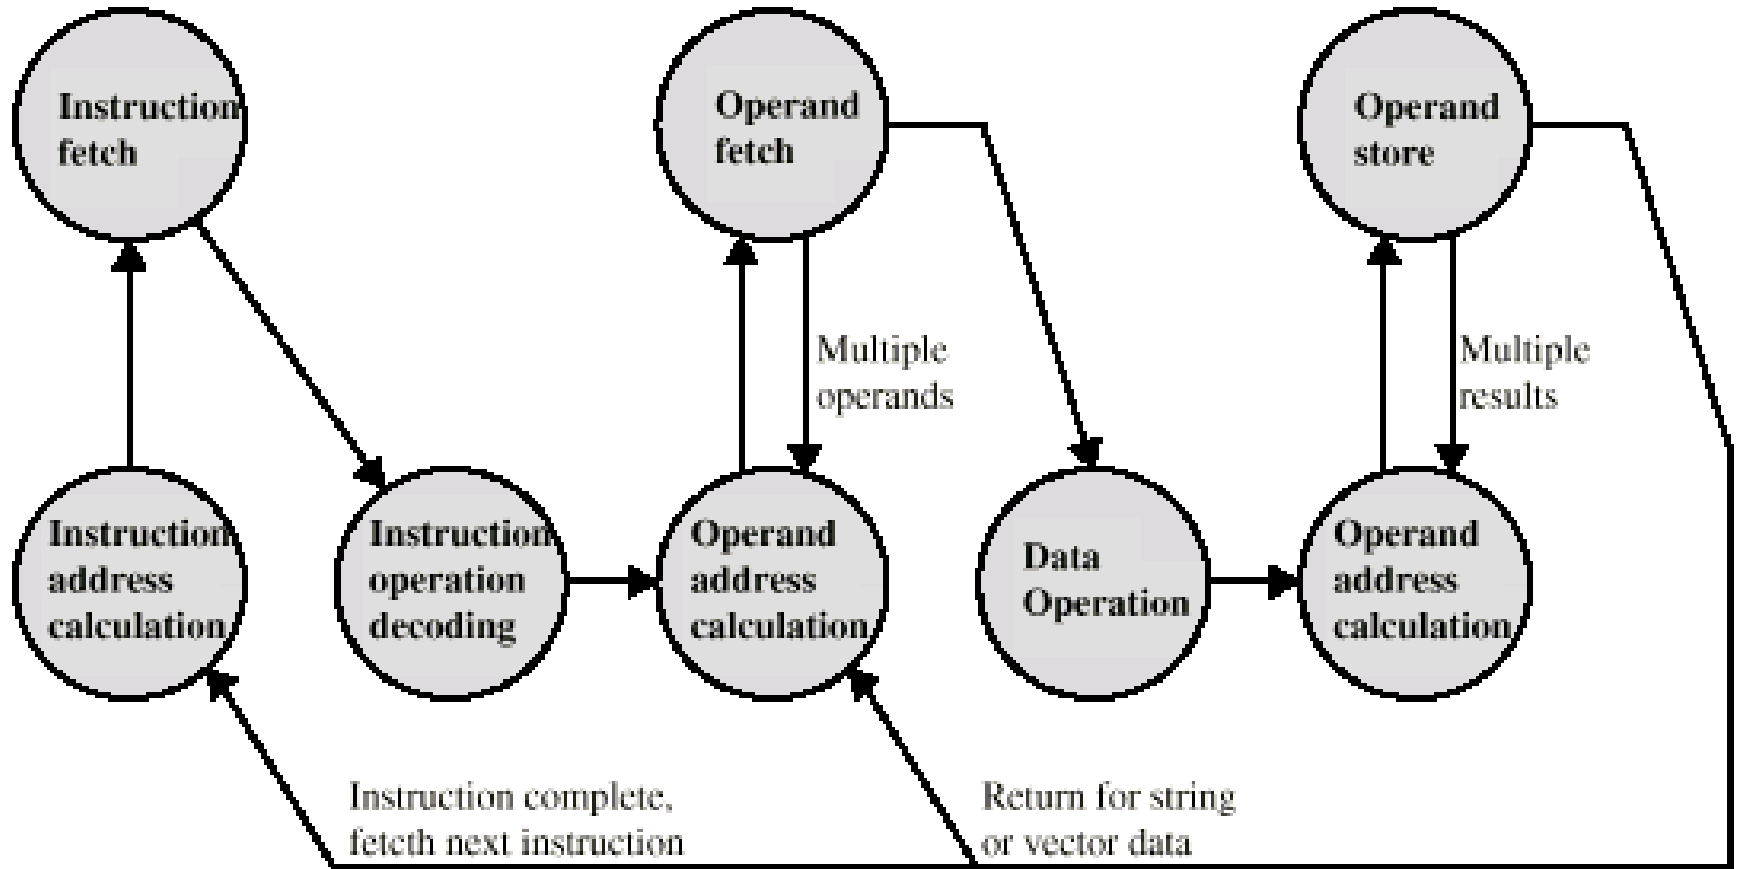 Instruction
fetch
Operand
fetch
Operand
store
Multiple
operands
Multiple
results
Instruction
address
calculation
Instruction
operation
decoding
Operand
address
calculation
Data
Operation
Operand
address
calculation
Instruction complete,
fetcth next instruction
Return for string
or vector data